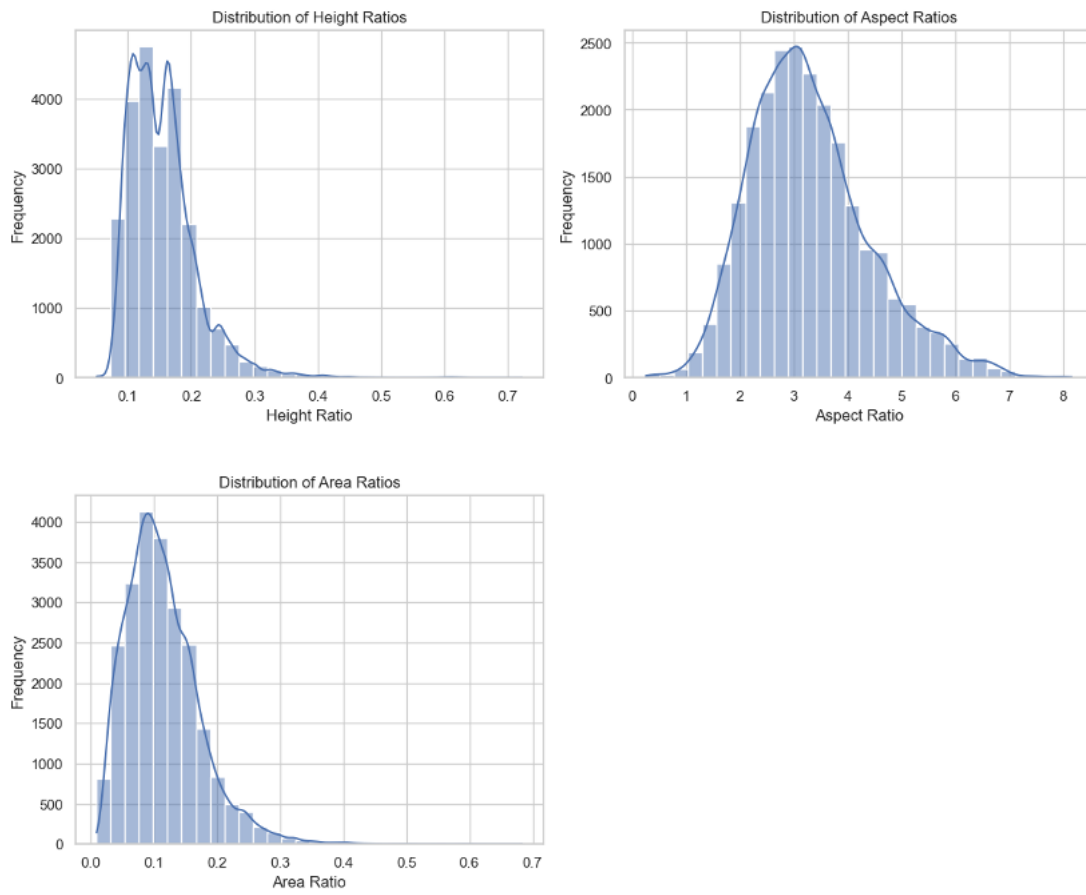 Distribution of Height Ratios
Frequency
4000
3000
2000
1000
0
0.1 0.2 0.3 0.4 0.5 0.6 0.7
Height Ratio
Distribution of Aspect Ratios
Frequency
2500
2000
1500
1000
500
0
0 1 2 3 4 5 6 7 8
Aspect Ratio
Distribution of Area Ratios
Frequency
4000
3500
3000
2500
2000
1500
1000
500
0
0.0 0.1 0.2 0.3 0.4 0.5 0.6 0.7
Area Ratio